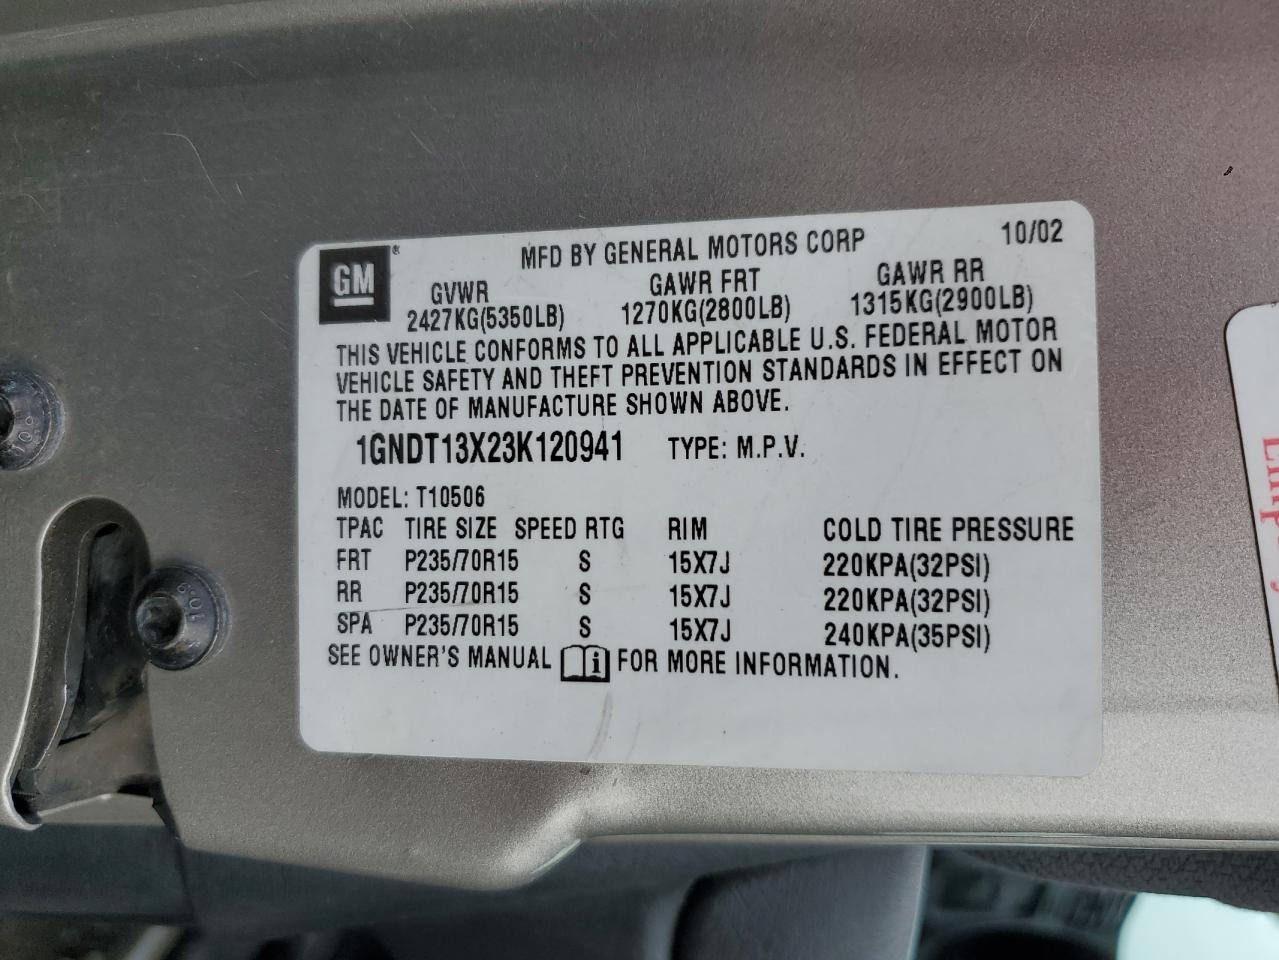 GM ®
MFD BY GENERAL MOTORS CORP 10/02
GVWR GAWR FRT GAWR RR
2427KG(5350LB) 1270KG(2800LB) 1315KG(2900LB)
THIS VEHICLE CONFORMS TO ALL APPLICABLE U.S. FEDERAL MOTOR
VEHICLE SAFETY AND THEFT PREVENTION STANDARDS IN EFFECT ON
THE DATE OF MANUFACTURE SHOWN ABOVE.
1GNDT13X23K120941 TYPE: M.P.V.
MODEL: T10506
TPAC TIRE SIZE SPEED RTG RIM COLD TIRE PRESSURE
FRT P235/70R15 S 15X7J 220KPA(32PSI)
RR P235/70R15 S 15X7J 220KPA(32PSI)
SPA P235/70R15 S 15X7J 240KPA(35PSI)
SEE OWNER'S MANUAL i FOR MORE INFORMATION.